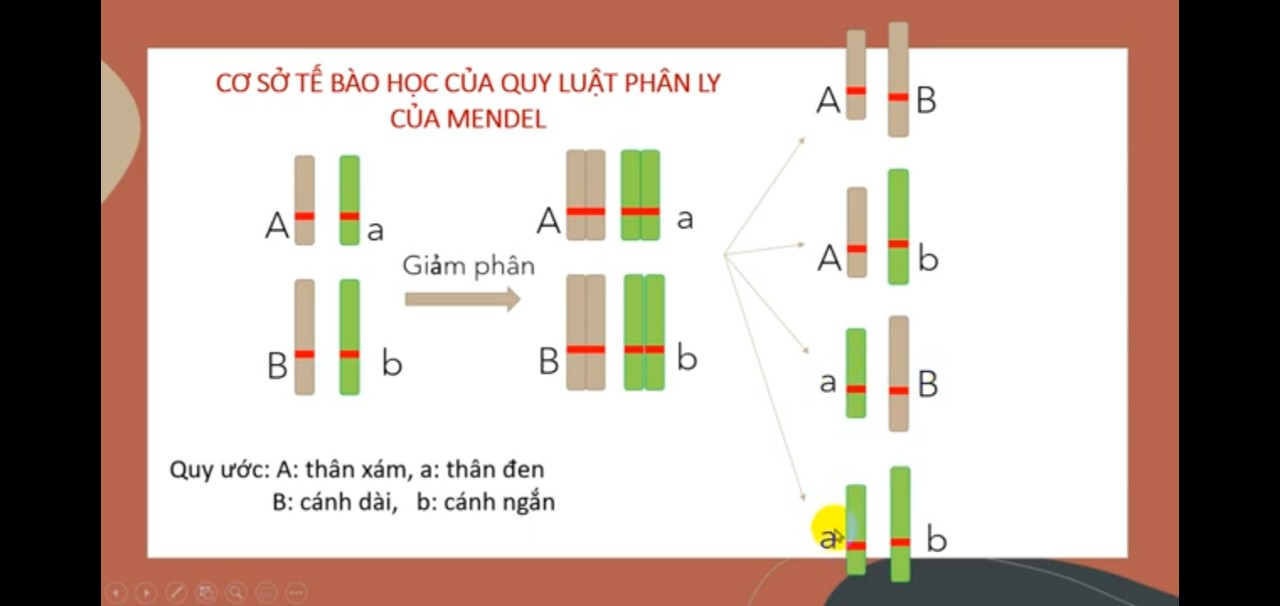 CƠ SỞ TẾ BÀO HỌC CỦA QUY LUẬT PHÂN LY
CỦA MENDEL
A a
B b
Giảm phân
A a
B b
A B
A b
a B
a b
Quy ước: A: thân xám, a: thân đen
B: cánh dài, b: cánh ngắn